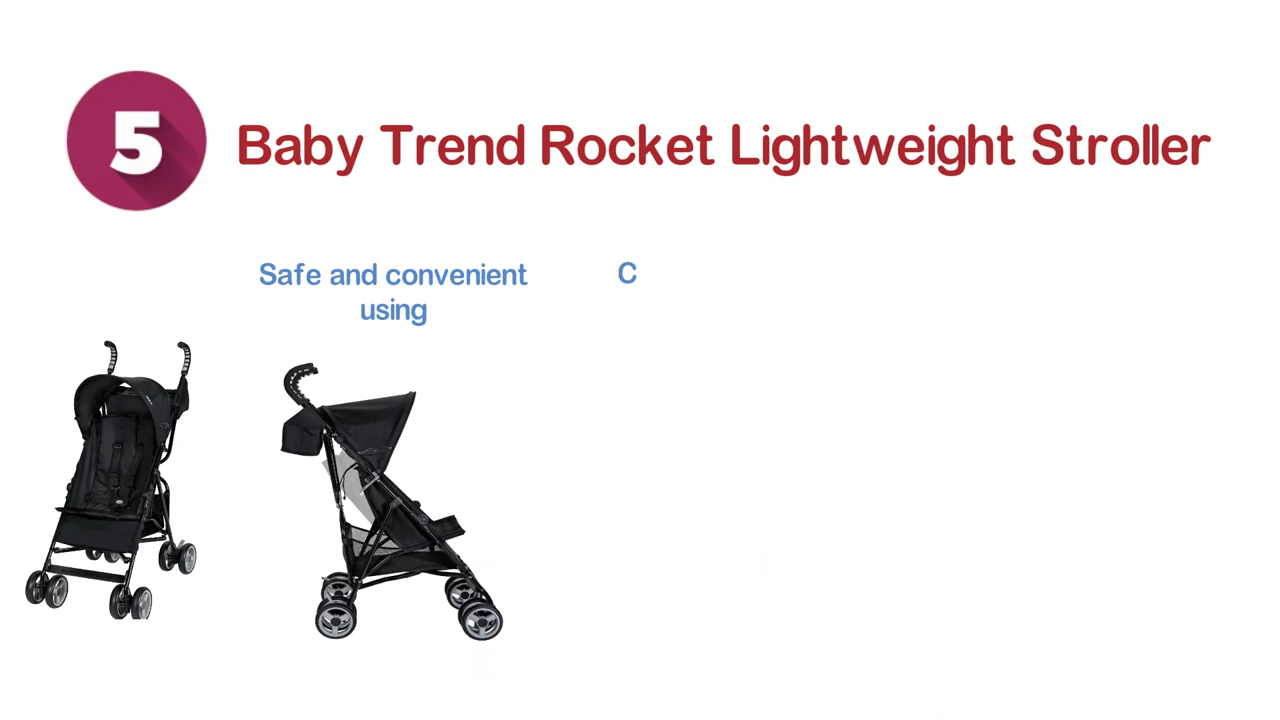 5
Baby Trend Rocket Lightweight Stroller
Safe and convenient
using
C